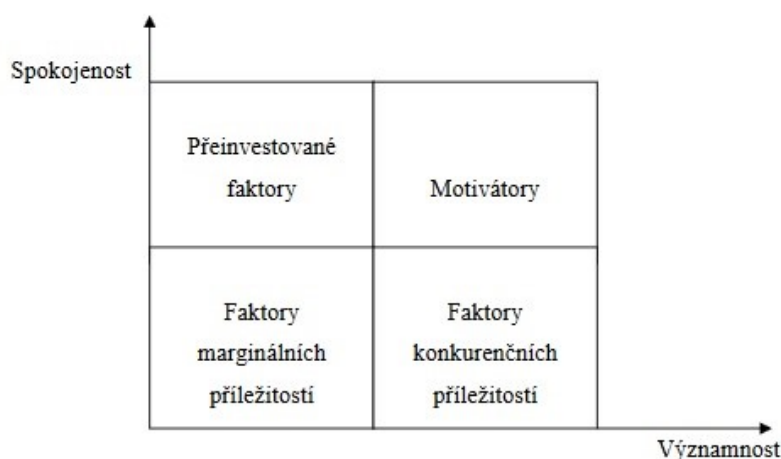 Spokojenost
Přeinvestované
faktory
Motivátory
Faktory
marginálních
příležitostí
Faktory
konkurenčních
příležitostí
Významnost